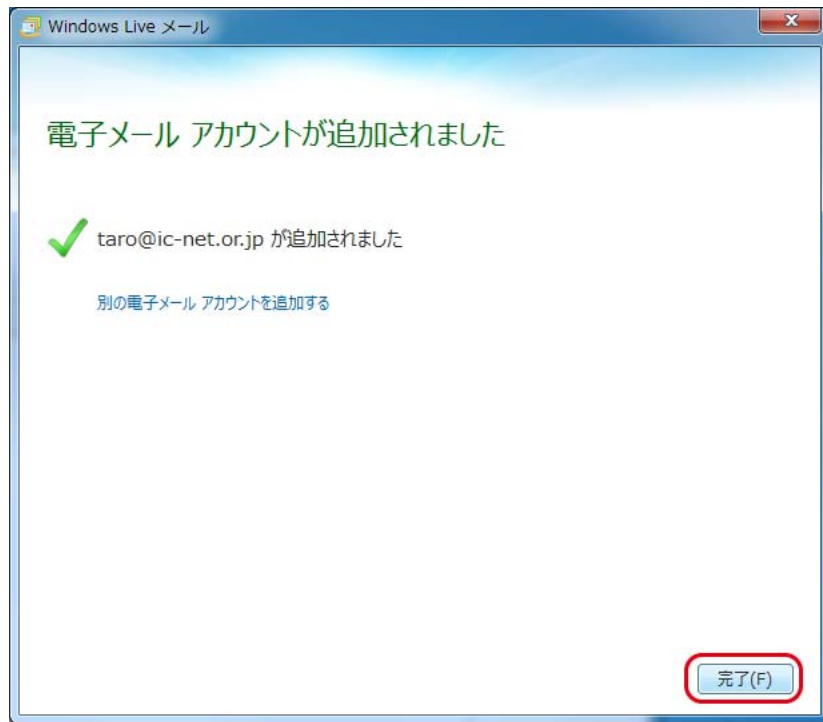 Windows Live メール
電子メール アカウントが追加されました
taro@ic-net.or.jp が追加されました
別の電子メール アカウントを追加する
完了(F)